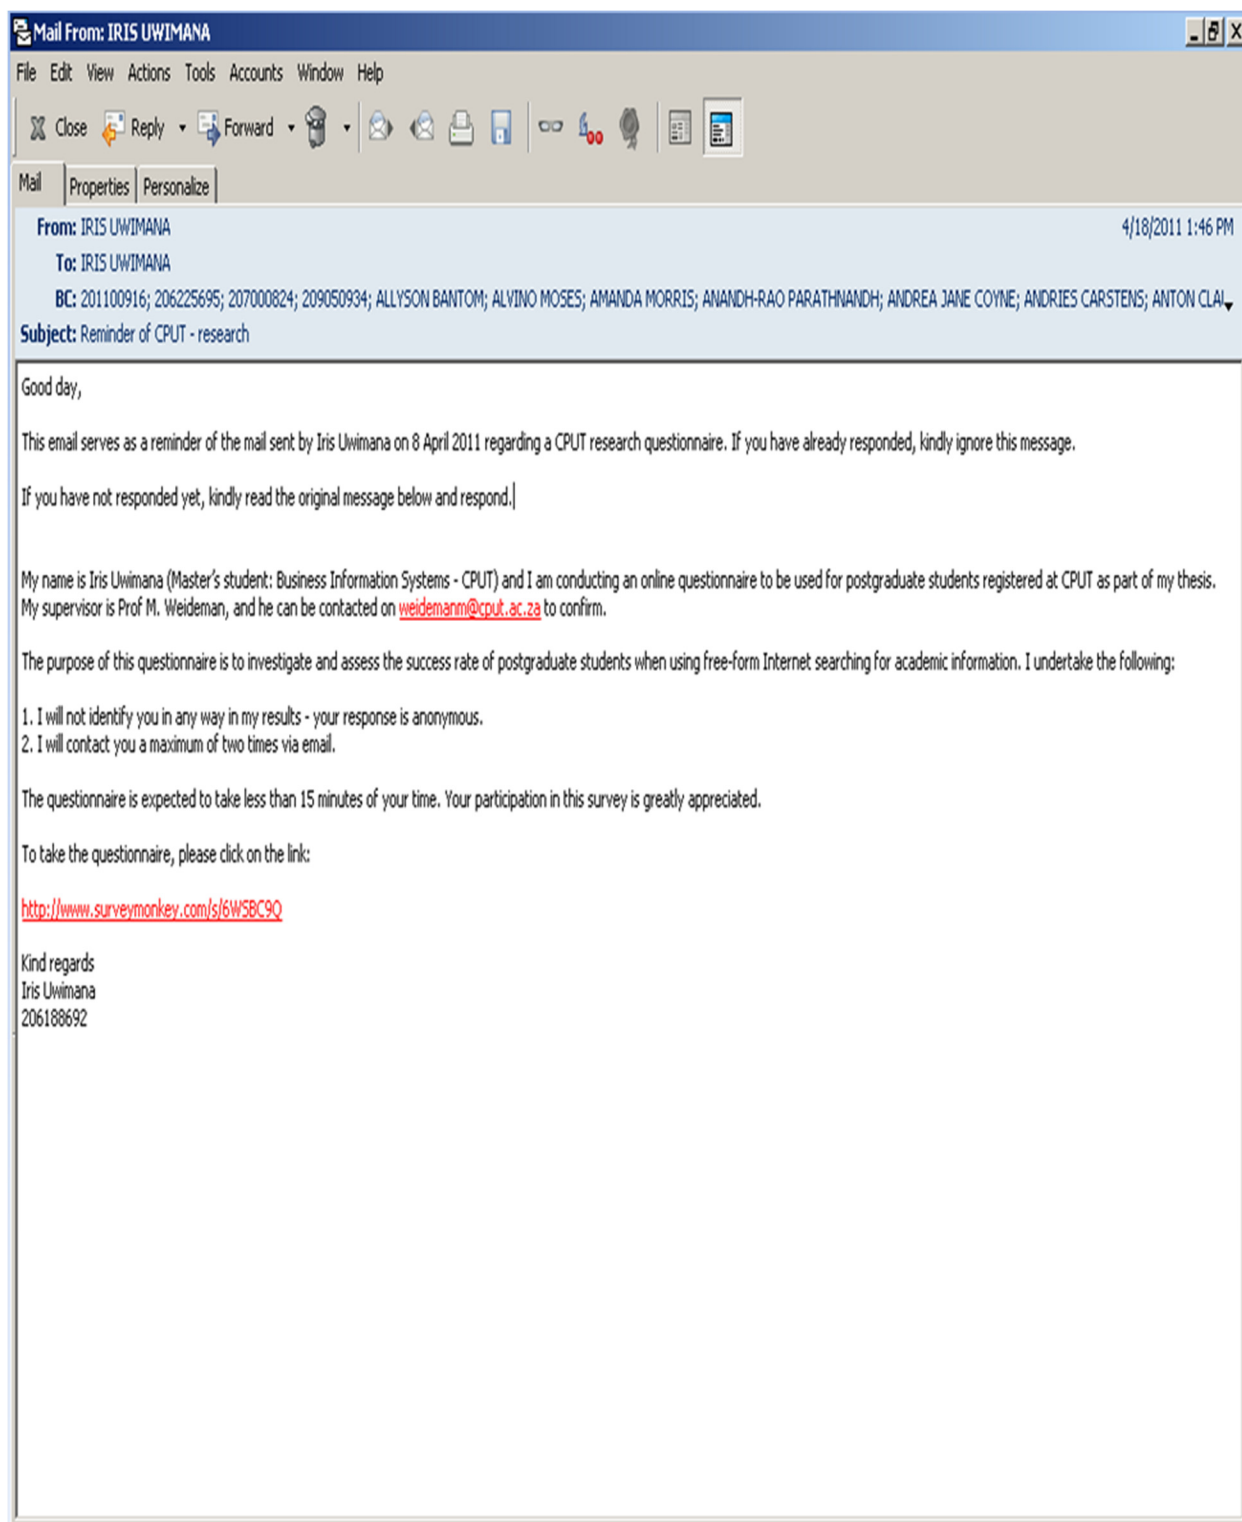 Mail From: IRIS UWIMANA
File Edit View Actions Tools Accounts Window Help
Close Reply Forward
Mail Properties Personalize
From: IRIS UWIMANA 4/18/2011 1:46 PM
To: IRIS UWIMANA
BC: 201100916; 206225695; 207000824; 209050934; ALLYSON BANTOM; ALVINO MOSES; AMANDA MORRIS; ANANDH-RAO PARATHNANDH; ANDREA JANE COYNE; ANDRIES CARSTENS; ANTON
Subject: Reminder of CPUT - research
Good day,
This email serves as a reminder of the mail sent by Iris Uwimana on 8 April 2011 regarding a CPUT research questionnaire. If you have already responded, kindly ignore this message.
If you have not responded yet, kindly read the original message below and respond.
My name is Iris Uwimana (Master's student: Business Information Systems - CPUT) and I am conducting an online questionnaire to be used for postgraduate students registered at CPUT as part of my thesis.
My supervisor is Prof M. Weideman, and he can be contacted on weidemanm@cput.ac.za to confirm.
The purpose of this questionnaire is to investigate and assess the success rate of postgraduate students when using free-form Internet searching for academic information. I undertake the following:
1. I will not identify you in any way in my results - your response is anonymous.
2. I will contact you a maximum of two times via email.
The questionnaire is expected to take less than 15 minutes of your time. Your participation in this survey is greatly appreciated.
To take the questionnaire, please click on the link:
http://www.surveymonkey.com/s/6WSBC9Q
Kind regards
Iris Uwimana
206188692